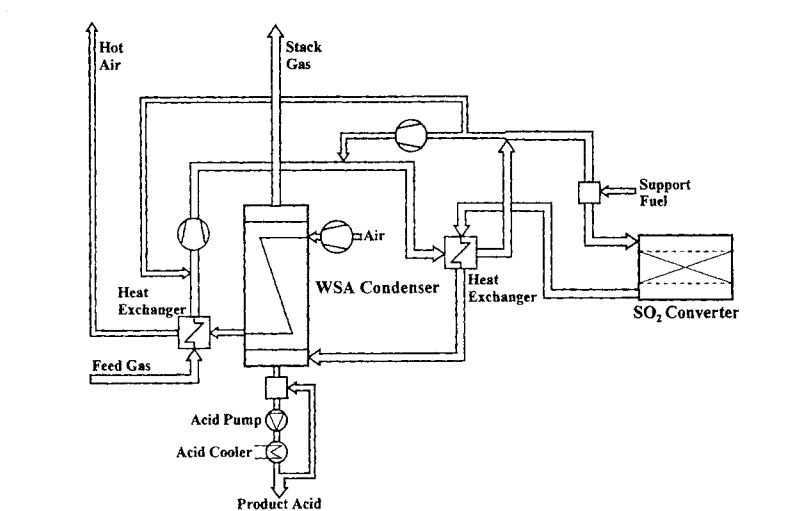 Hot
Air
Stack
Gas
Support
Fuel
Air
WSA Condenser
Heat
Exchanger
Heat
Exchanger
SO₂ Converter
Feed Gas
Acid Pump
Acid Cooler
Product Acid